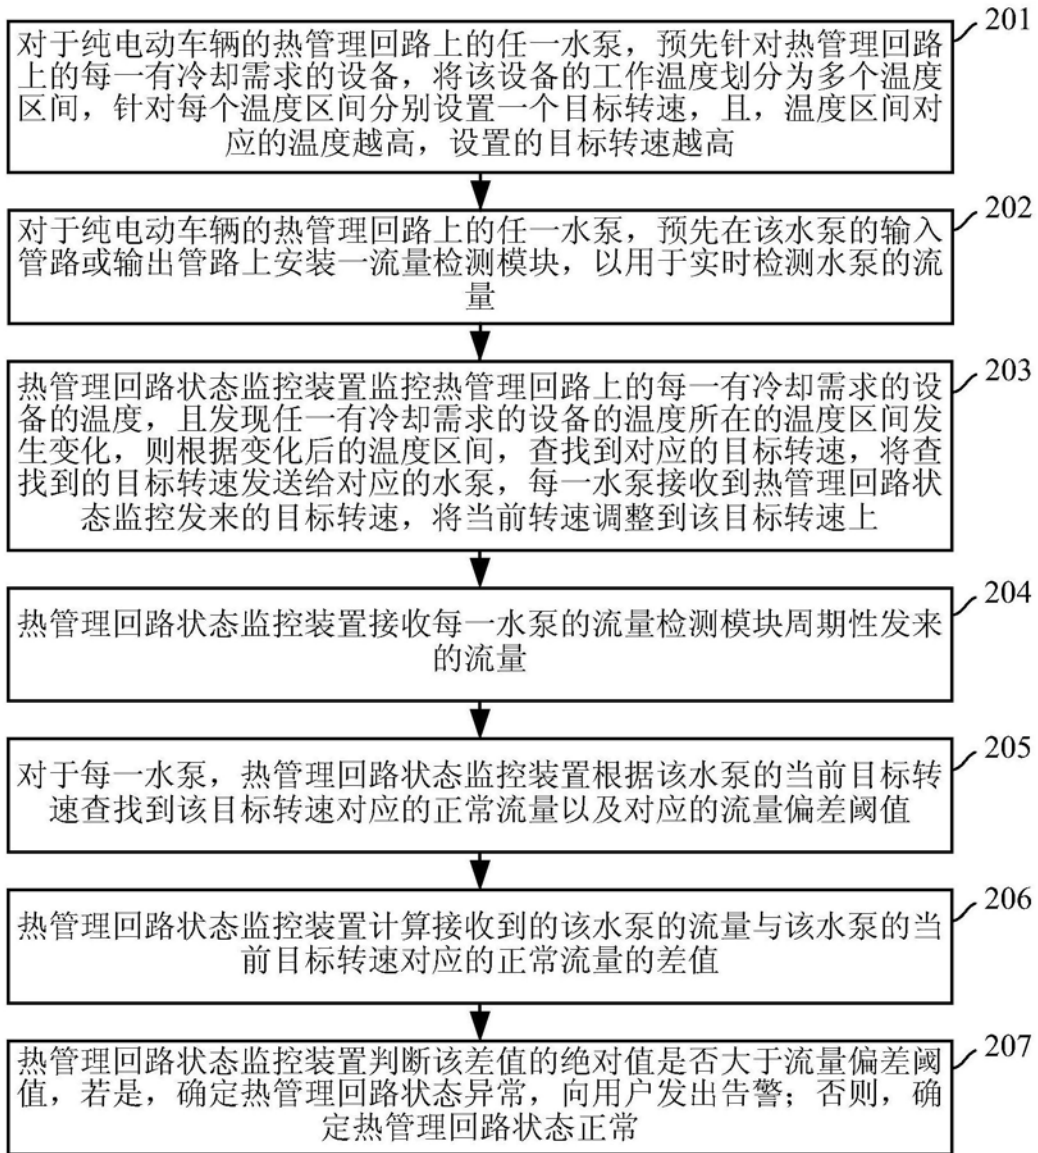 201
对于纯电动车辆的热管理回路上的任一水泵，预先针对热管理回路
上的每一有冷却需求的设备，将该设备的工作温度划分为多个温度
区间，针对每个温度区间分别设置一个目标转速，且，温度区间对
应的温度越高，设置的目标转速越高
202
对于纯电动车辆的热管理回路上的任一水泵，预先在该水泵的输入
管路或输出管路上安装一流量检测模块，以用于实时检测水泵的流
量
203
热管理回路状态监控装置监控热管理回路上的每一有冷却需求的设
备的温度，且发现任一有冷却需求的设备的温度所在的温度区间发
生变化，则根据变化后的温度区间，查找到对应的目标转速，将查
找到的目标转速发送给对应的水泵，每一水泵接收到热管理回路状
态监控发来的目标转速，将当前转速调整到该目标转速上
204
热管理回路状态监控装置接收每一水泵的流量检测模块周期性发来
的流量
205
对于每一水泵，热管理回路状态监控装置根据该水泵的当前目标转
速查找到该目标转速对应的正常流量以及对应的流量偏差阈值
206
热管理回路状态监控装置计算接收到的该水泵的流量与该水泵的当
前目标转速对应的正常流量的差值
207
热管理回路状态监控装置判断该差值的绝对值是否大于流量偏差阈
值，若是，确定热管理回路状态异常，向用户发出告警；否则，确
定热管理回路状态正常